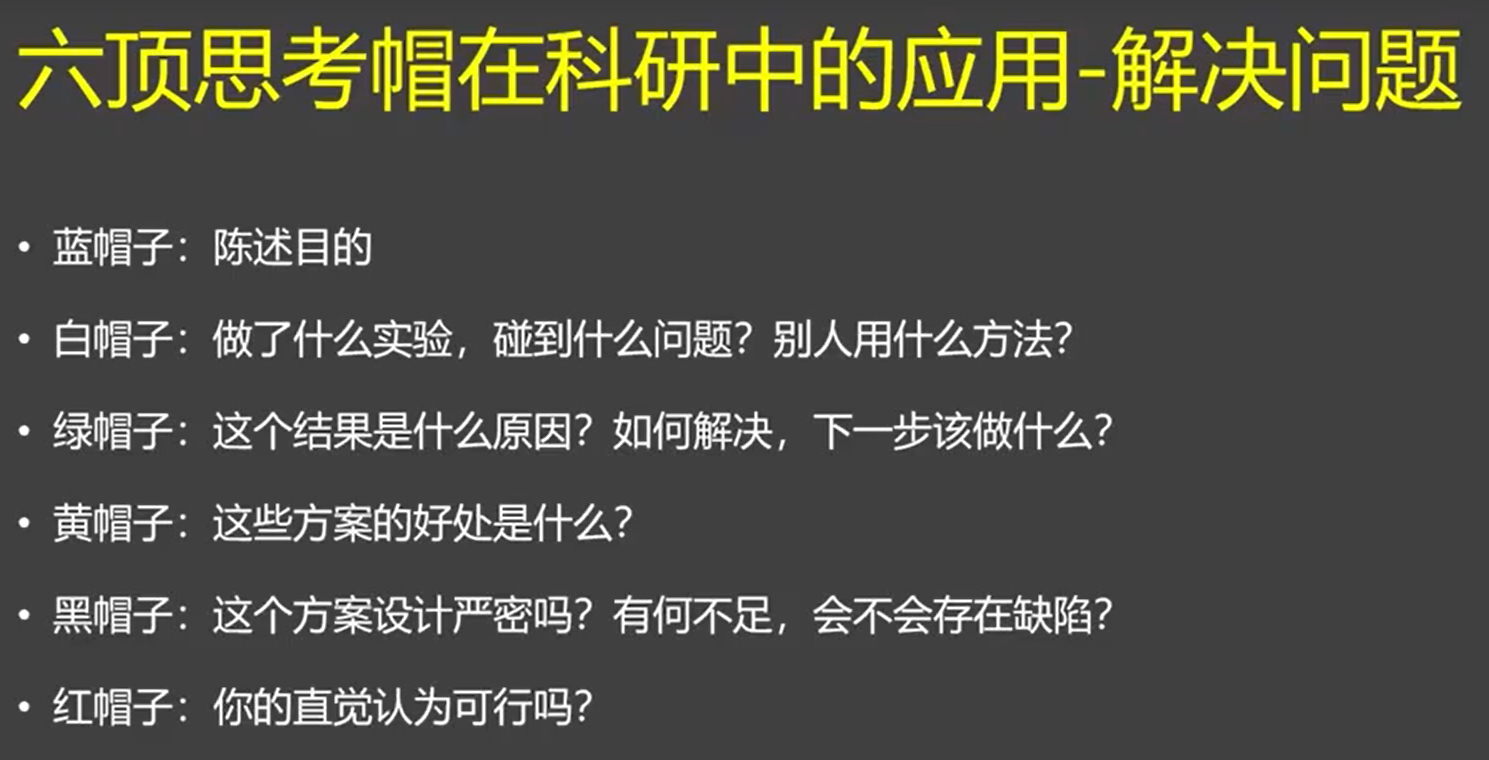 六顶思考帽在科研中的应用-解决问题
• 蓝帽子：陈述目的
• 白帽子：做了什么实验，碰到什么问题？别人用什么方法？
• 绿帽子：这个结果是什么原因？如何解决，下一步该做什么？
• 黄帽子：这些方案的好处是什么？
• 黑帽子：这个方案设计严密吗？有何不足，会不会存在缺陷？
• 红帽子：你的直觉认为可行吗？